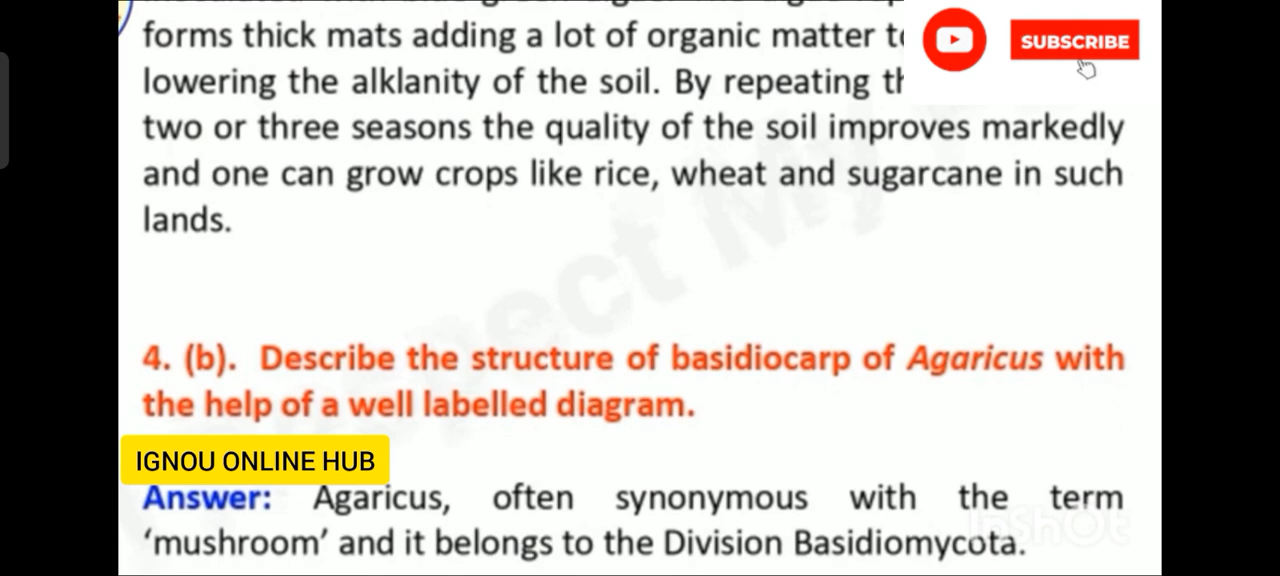 forms thick mats adding a lot of organic matter
SUBSCRIBE
lowering the alklanity of the soil. By repeating
two or three seasons the quality of the soil improves markedly
and one can grow crops like rice, wheat and sugarcane in such
lands.
4. (b). Describe the structure of basidiocarp of Agaricus with
the help of a well labelled diagram.
IGNOU ONLINE HUB
Answer: Agaricus, often synonymous with the term
‘mushroom’ and it belongs to the Division Basidiomycota.
InShOt